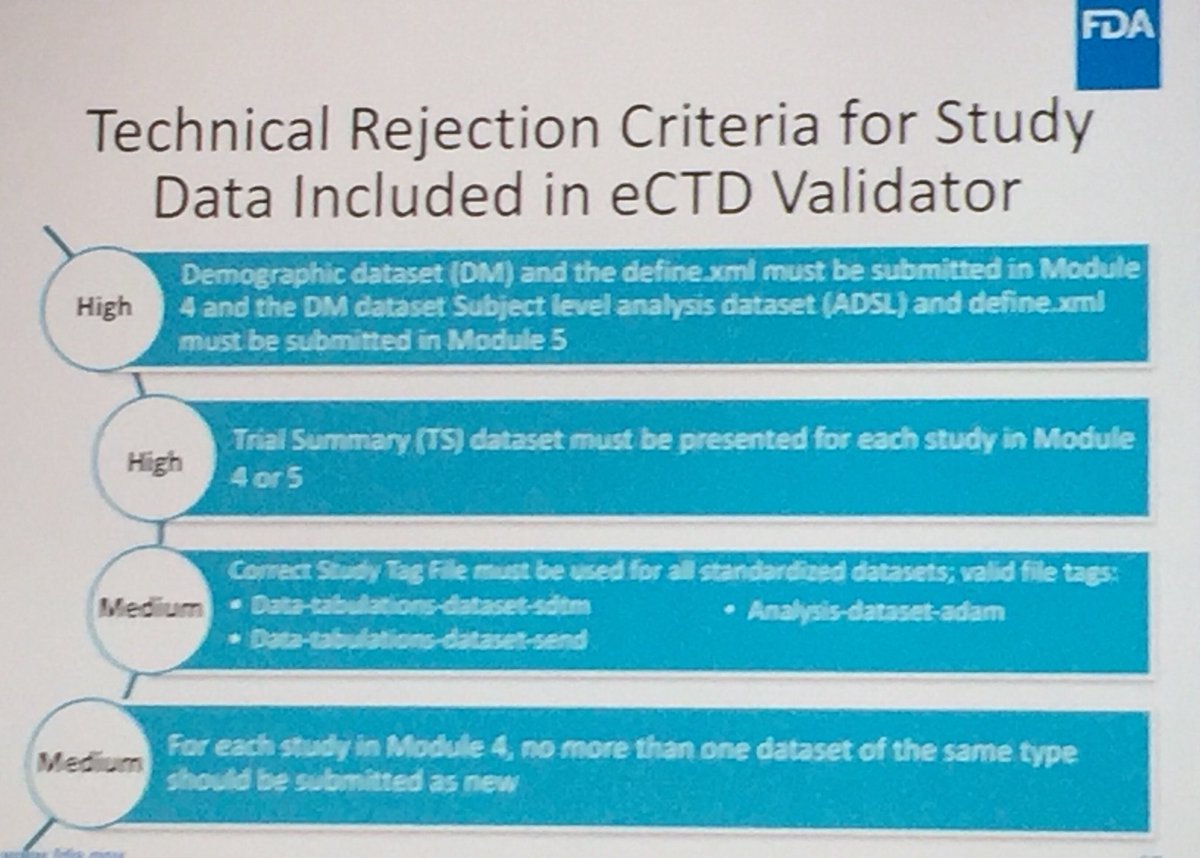 FDA
Technical Rejection Criteria for Study
Data Included in eCTD Validator
High
Demographic dataset (DM) and the define.xml must be submitted in Module
4 and the DM dataset Subject level analysis dataset (ADSL) and define.xml
must be submitted in Module 5
High
Trial Summary (TS) dataset must be presented for each study in Module
4 or 5
Medium
Correct Study Tag File must be used for all standardized datasets; valid file tags:
• Data-tabulations-dataset-sdtm
• Analysis-dataset-adam
• Data-tabulations-dataset-send
Medium
For each study in Module 4, no more than one dataset of the same type
should be submitted as new